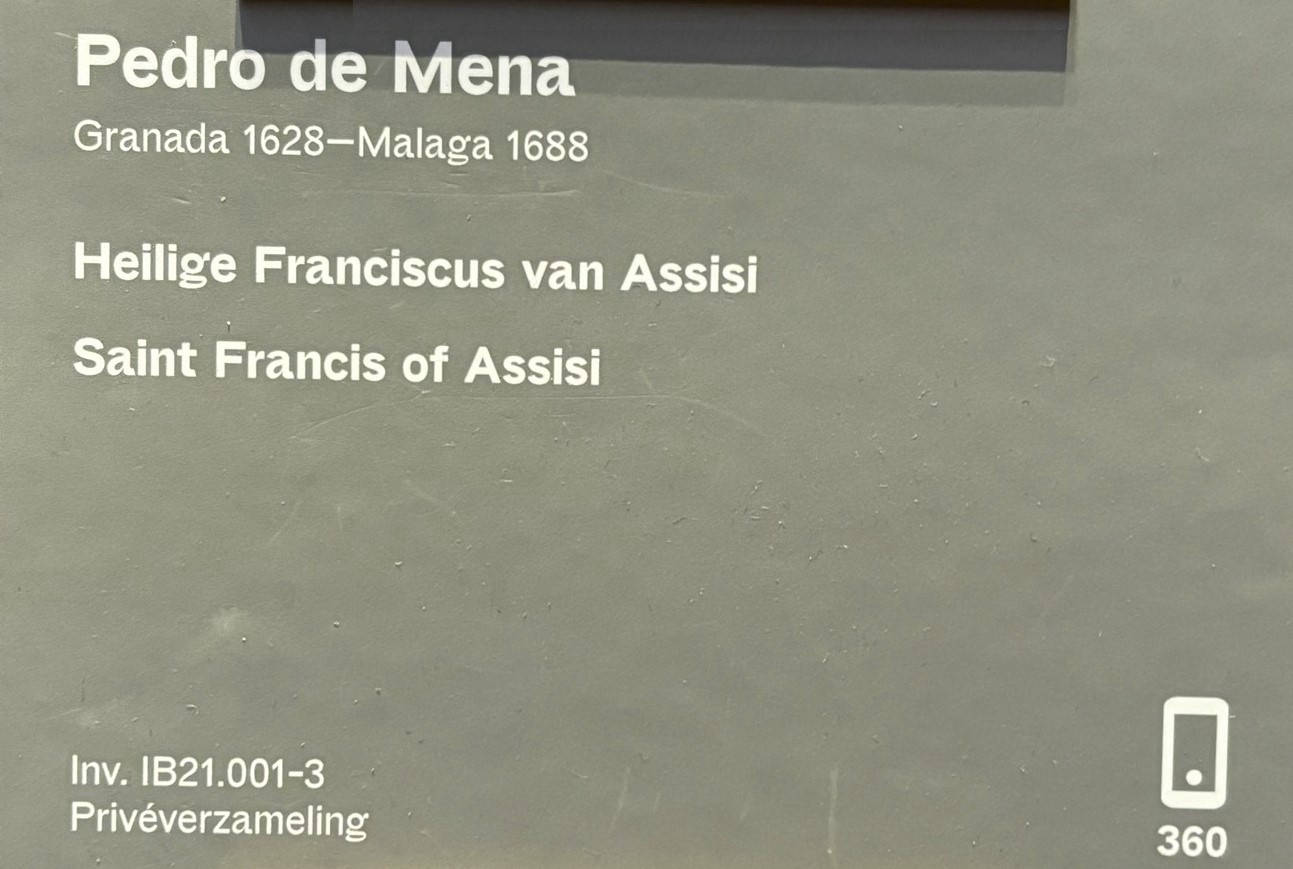 Pedro de Mena
Granada 1628–Malaga 1688
Heilige Franciscus van Assisi
Saint Francis of Assisi
Inv. IB21.001-3
Privéverzameling
360